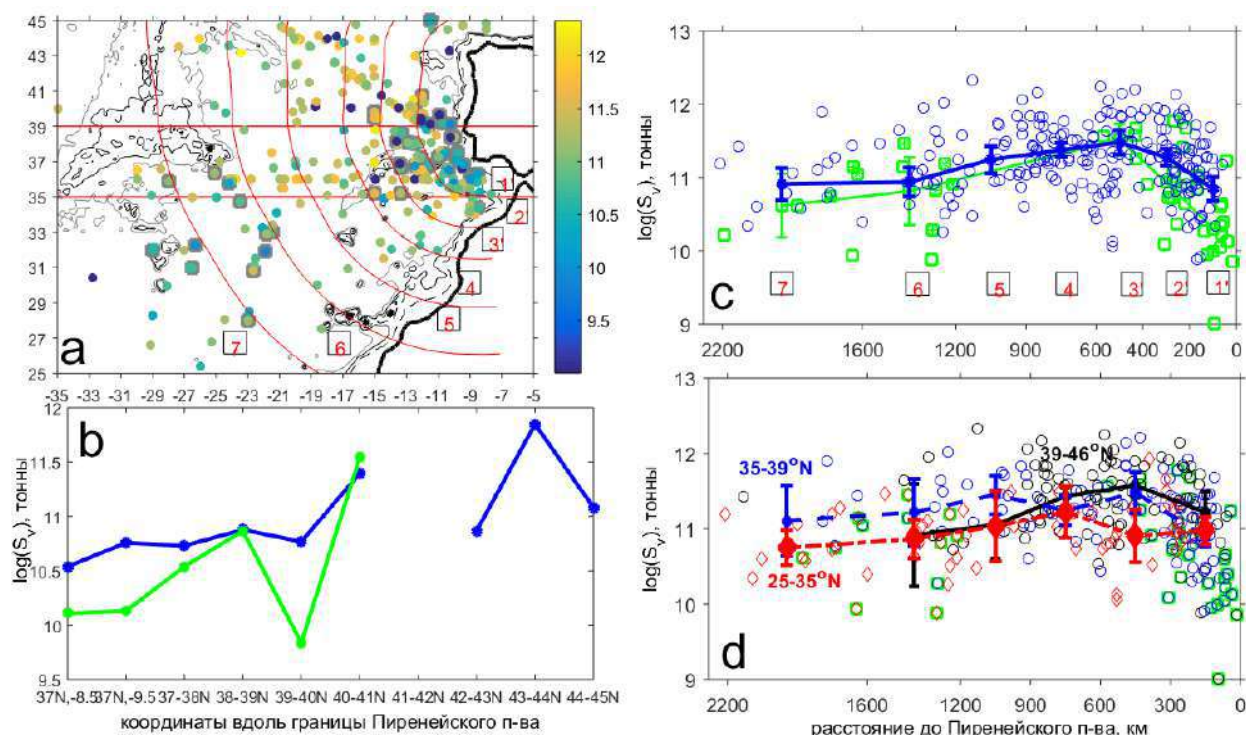 45
43
41
39
37
35
33
31
29
27
25
-35 -33 -31 -29 -27 -25 -23 -21 -19 -17 -15 -13 -11 -9 -7 -5
a
1
2
3'
4
5
6
7
12
11.5
11
10.5
10
9.5
b
log(Sv), тонны
12
11.5
11
10.5
10
9.5
37N,-8.5 37N,-9.5 37-38N 38-39N 39-40N 40-41N 41-42N 42-43N 43-44N 44-45N
координаты вдоль границы Пиренейского п-ва
c
log(Sv), тонны
13
12
11
10
9
7 6 5 4 3' 2' 1'
2200 1600 1200 900 600 400 200 0
d
log(Sv), тонны
13
12
11
10
9
35-39°N
39-46°N
25-35°N
2200 1600 1200 900 600 400 200 0
расстояние до Пиренейского п-ва, км